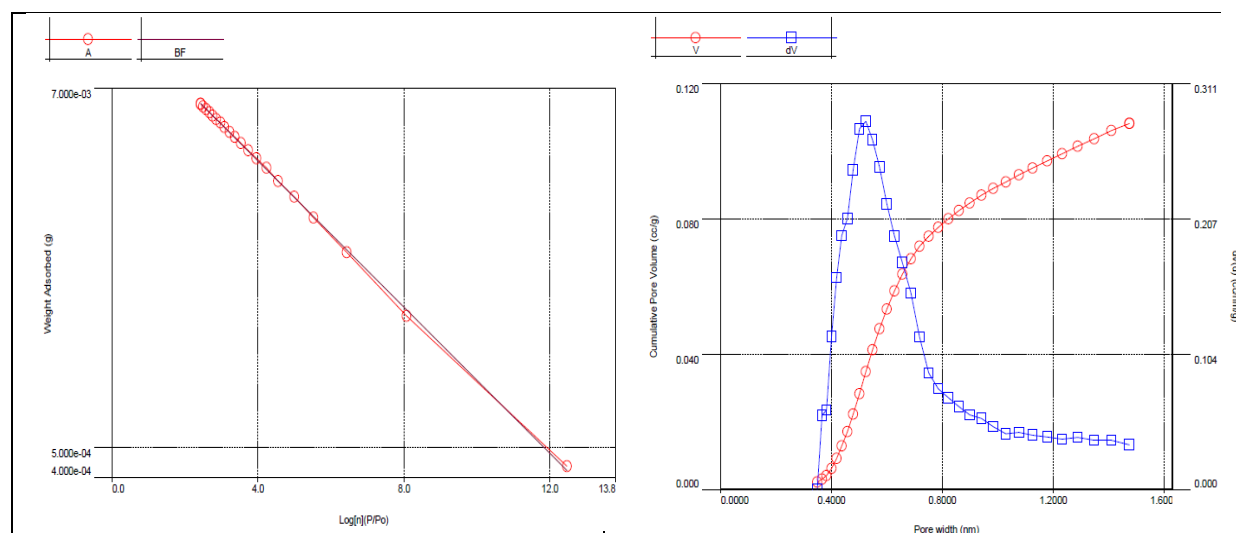 A BF
7.000e-03
5.000e-04
4.000e-04
0.0 4.0 8.0 12.0 13.8
Log[n](P/Po)
Weight Adsorbed (g)
V dV
0.120
0.080
0.040
0.000
0.311
0.207
0.104
0.000
0.0000 0.4000 0.8000 1.2000 1.600
Pore width (nm)
Cumulative Pore Volume (cc/g)